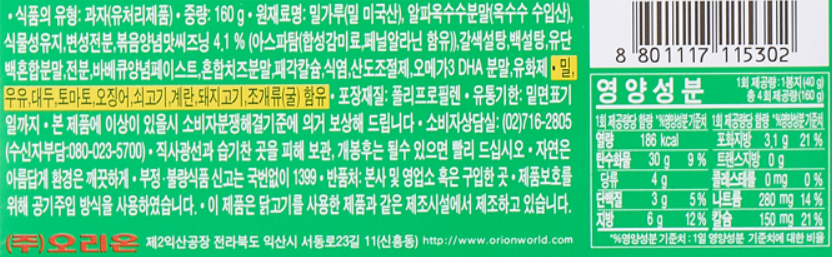 • 식품의 유형: 과자(유처리제품) • 중량: 160 g • 원재료명: 밀가루(밀 미국산), 알파옥수수분말(옥수수 수입산),
식물성유지,변성전분,볶음양념맛씨즈닝 4.1 % (아스파탐(합성감미료,페닐알라닌 함유)),갈색설탕,백설탕,유단
백혼합분말,전분,바베큐양념페이스트,혼합치즈분말,패각칼슘,식염,산도조절제,오메가3 DHA 분말,유화제 • 밀,
우유,대두,토마토,오징어,쇠고기,계란,돼지고기,조개류(굴) 함유 • 포장재질: 폴리프로필렌 • 유통기한: 밑면표기
일까지 • 본 제품에 이상이 있을시 소비자분쟁해결기준에 의거 보상해 드립니다 • 소비자상담실: (02)716-2805
(수신자부담:080-023-5700) • 직사광선과 습기찬 곳을 피해 보관, 개봉후는 될수 있으면 빨리 드십시오 • 자연은
아름답게 환경은 깨끗하게 • 부정·불량식품 신고는 국번없이 1399 • 반품처: 본사 및 영업소 혹은 구입한 곳 • 제품보호를
위해 공기주입 방식을 사용하였습니다. • 이 제품은 닭고기를 사용한 제품과 같은 제조시설에서 제조하고 있습니다.
(주)오리온 제2익산공장 전라북도 익산시 서동로23길 11(신흥동) http://www.orionworld.com
8 801117 115302
영양성분 1회 제공량:1봉지(40 g)
총 4회 제공량(160 g)
1회 제공량당 함량 *%영양성분 기준치 1회 제공량당 함량 *%영양성분 기준치
열량 186 kcal 포화지방 3.1 g 21 %
탄수화물 30 g 9 % 트랜스지방 0 g
당류 4 g 콜레스테롤 0 mg 0 %
단백질 3 g 5 % 나트륨 280 mg 14 %
지방 6 g 12 % 칼슘 150 mg 21 %
*%영양성분 기준치 : 1일 영양성분 기준치에 대한 비율